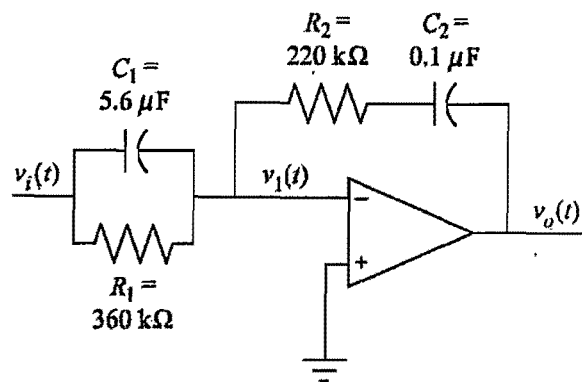 R₂ =
220 kΩ
C₂ =
0.1 μF
C₁ =
5.6 μF
vᵢ(t)
v₁(t)
−
+
vₒ(t)
R₁ =
360 kΩ